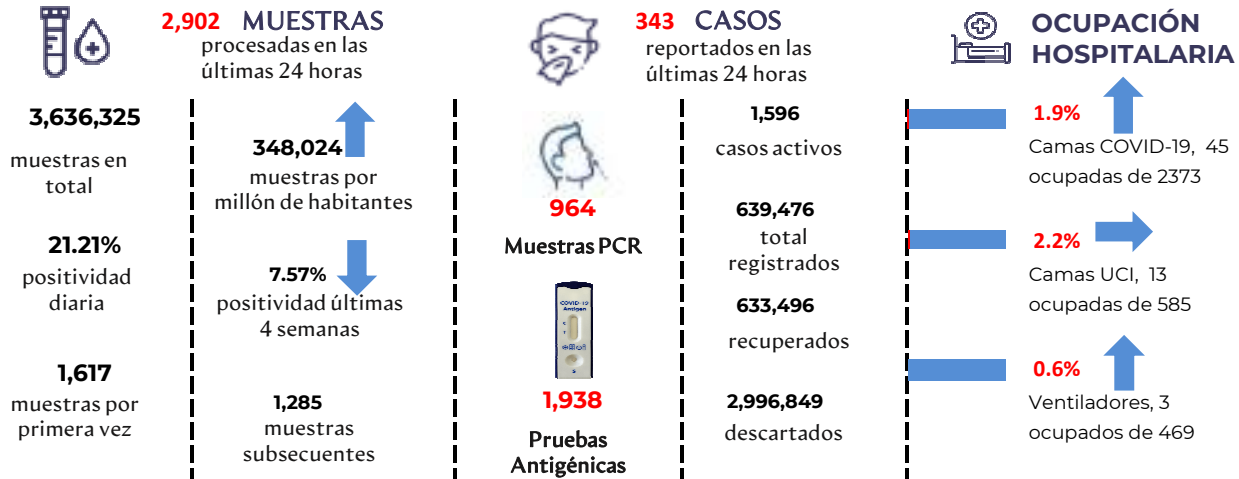 2,902 MUESTRAS
procesadas en las
últimas 24 horas
3,636,325
muestras en
total
21.21%
positividad
diaria
1,617
muestras por
primera vez
348,024
muestras por
millón de habitantes
7.57%
positividad últimas
4 semanas
1,285
muestras
subsecuentes
343 CASOS
reportados en las
últimas 24 horas
964
Muestras PCR
COVID-19
Antigen
C
T
S
1,938
Pruebas
Antigénicas
1,596
casos activos
639,476
total
registrados
633,496
recuperados
2,996,849
descartados
OCUPACIÓN
HOSPITALARIA
1.9%
Camas COVID-19, 45
ocupadas de 2373
2.2%
Camas UCI, 13
ocupadas de 585
0.6%
Ventiladores, 3
ocupados de 469